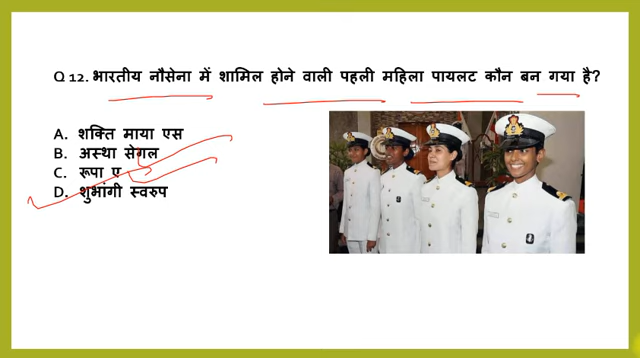 Q 12. भारतीय नौसेना में शामिल होने वाली पहली महिला पायलट कौन बन गया है?
A. शक्ति माया एस
B. अस्था सेगल
C. रूपा ए
D. शुभांगी स्वरुप